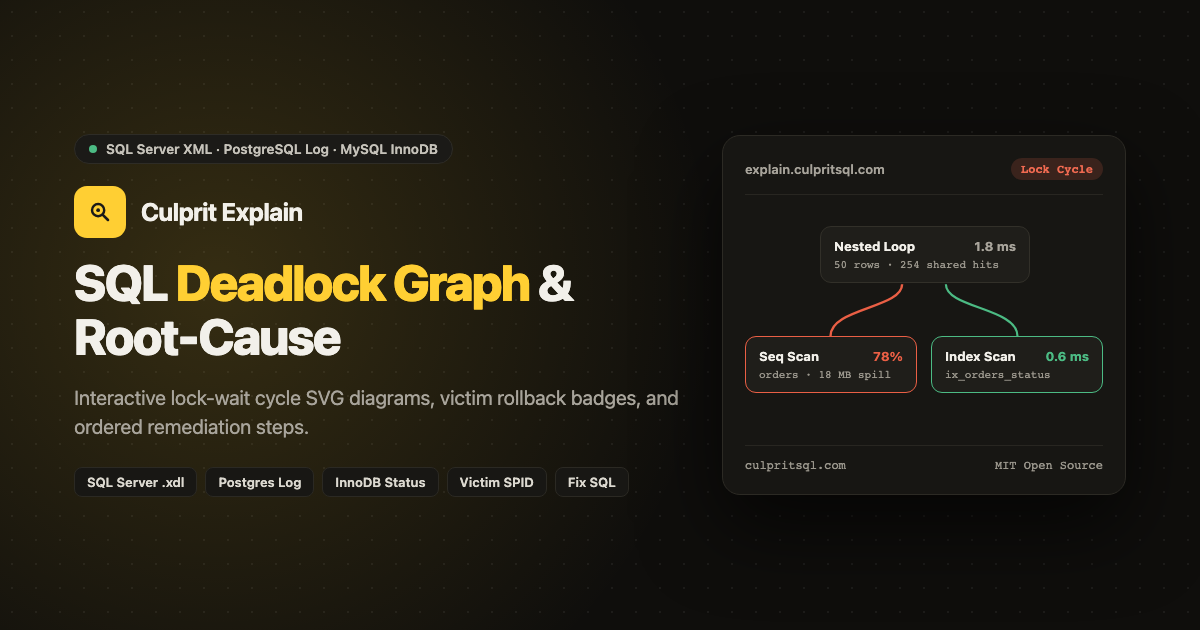 SQL Server XML · PostgreSQL Log · MySQL InnoDB
Culprit Explain
SQL Deadlock Graph &
Root-Cause
Interactive lock-wait cycle SVG diagrams, victim rollback badges, and
ordered remediation steps.
SQL Server .xdl
Postgres Log
InnoDB Status
Victim SPID
Fix SQL
explain.culpritsql.com
Lock Cycle
Nested Loop
1.8 ms
50 rows · 254 shared hits
Seq Scan
78%
orders · 18 MB spill
Index Scan
0.6 ms
ix_orders_status
culpritsql.com
MIT Open Source